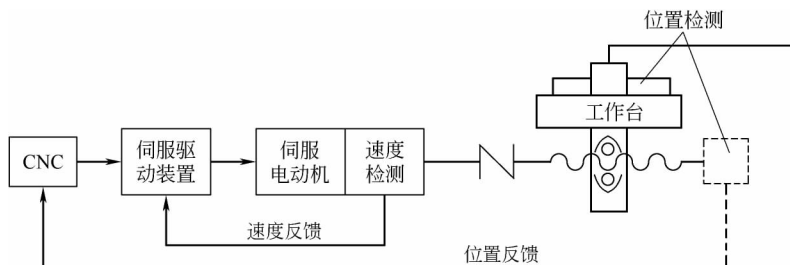 位置检测
工作台
CNC
伺服驱
动装置
伺服
电动机
速度
检测
速度反馈
位置反馈